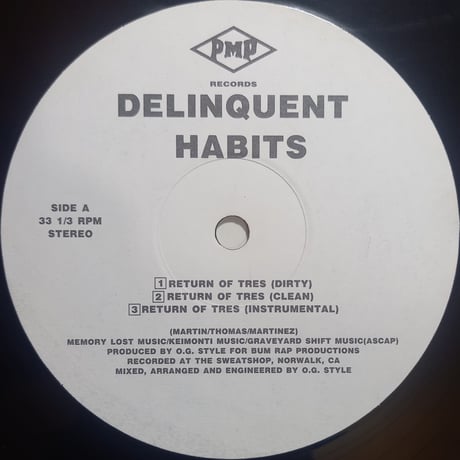 PMP
RECORDS
DELINQUENT
HABITS
SIDE A
33 1/3 RPM
STEREO
1 RETURN OF TRES (DIRTY)
2 RETURN OF TRES (CLEAN)
3 RETURN OF TRES (INSTRUMENTAL)
(MARTIN/THOMAS/MARTINEZ)
MEMORY LOST MUSIC/KEIMONTI MUSIC/GRAVEYARD SHIFT MUSIC(ASCAP)
PRODUCED BY O.G. STYLE FOR BUM RAP PRODUCTIONS
RECORDED AT THE SWEATSHOP, NORWALK, CA
MIXED, ARRANGED AND ENGINEERED BY O.G. STYLE